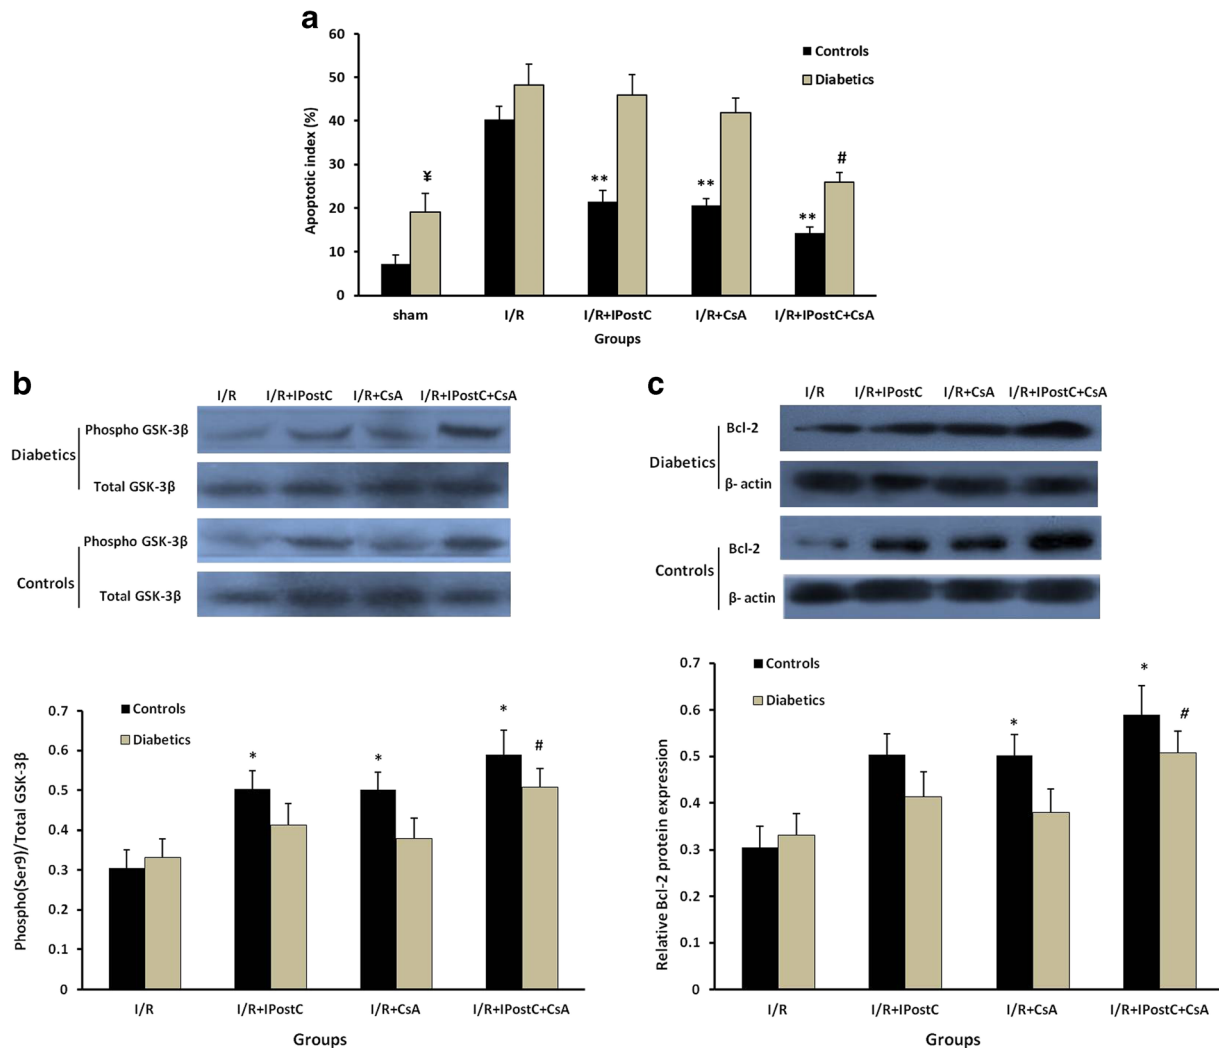 a
60
50
40
30
20
10
0
Apoptotic index (%)
Controls
Diabetics
¥
**
**
**
#
sham I/R I/R+IPostC I/R+CsA I/R+IPostC+CsA
Groups
b
I/R I/R+IPostC I/R+CsA I/R+IPostC+CsA
Diabetics
Phospho GSK-3β
Total GSK-3β
Controls
Phospho GSK-3β
Total GSK-3β
Controls
Diabetics
0.7
0.6
0.5
0.4
0.3
0.2
0.1
0
Phospho(Ser9)/Total GSK-3β
*
*
*
#
I/R I/R+IPostC I/R+CsA I/R+IPostC+CsA
Groups
c
I/R I/R+IPostC I/R+CsA I/R+IPostC+CsA
Diabetics
Bcl-2
β- actin
Controls
Bcl-2
β- actin
Controls
Diabetics
0.7
0.6
0.5
0.4
0.3
0.2
0.1
0
Relative Bcl-2 protein expression
*
*
#
I/R I/R+IPostC I/R+CsA I/R+IPostC+CsA
Groups